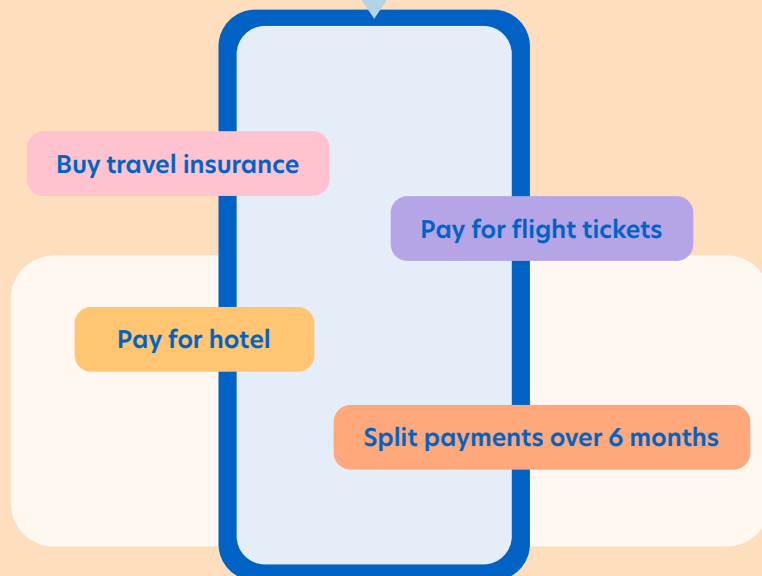 Buy travel insurance
Pay for flight tickets
Pay for hotel
Split payments over 6 months